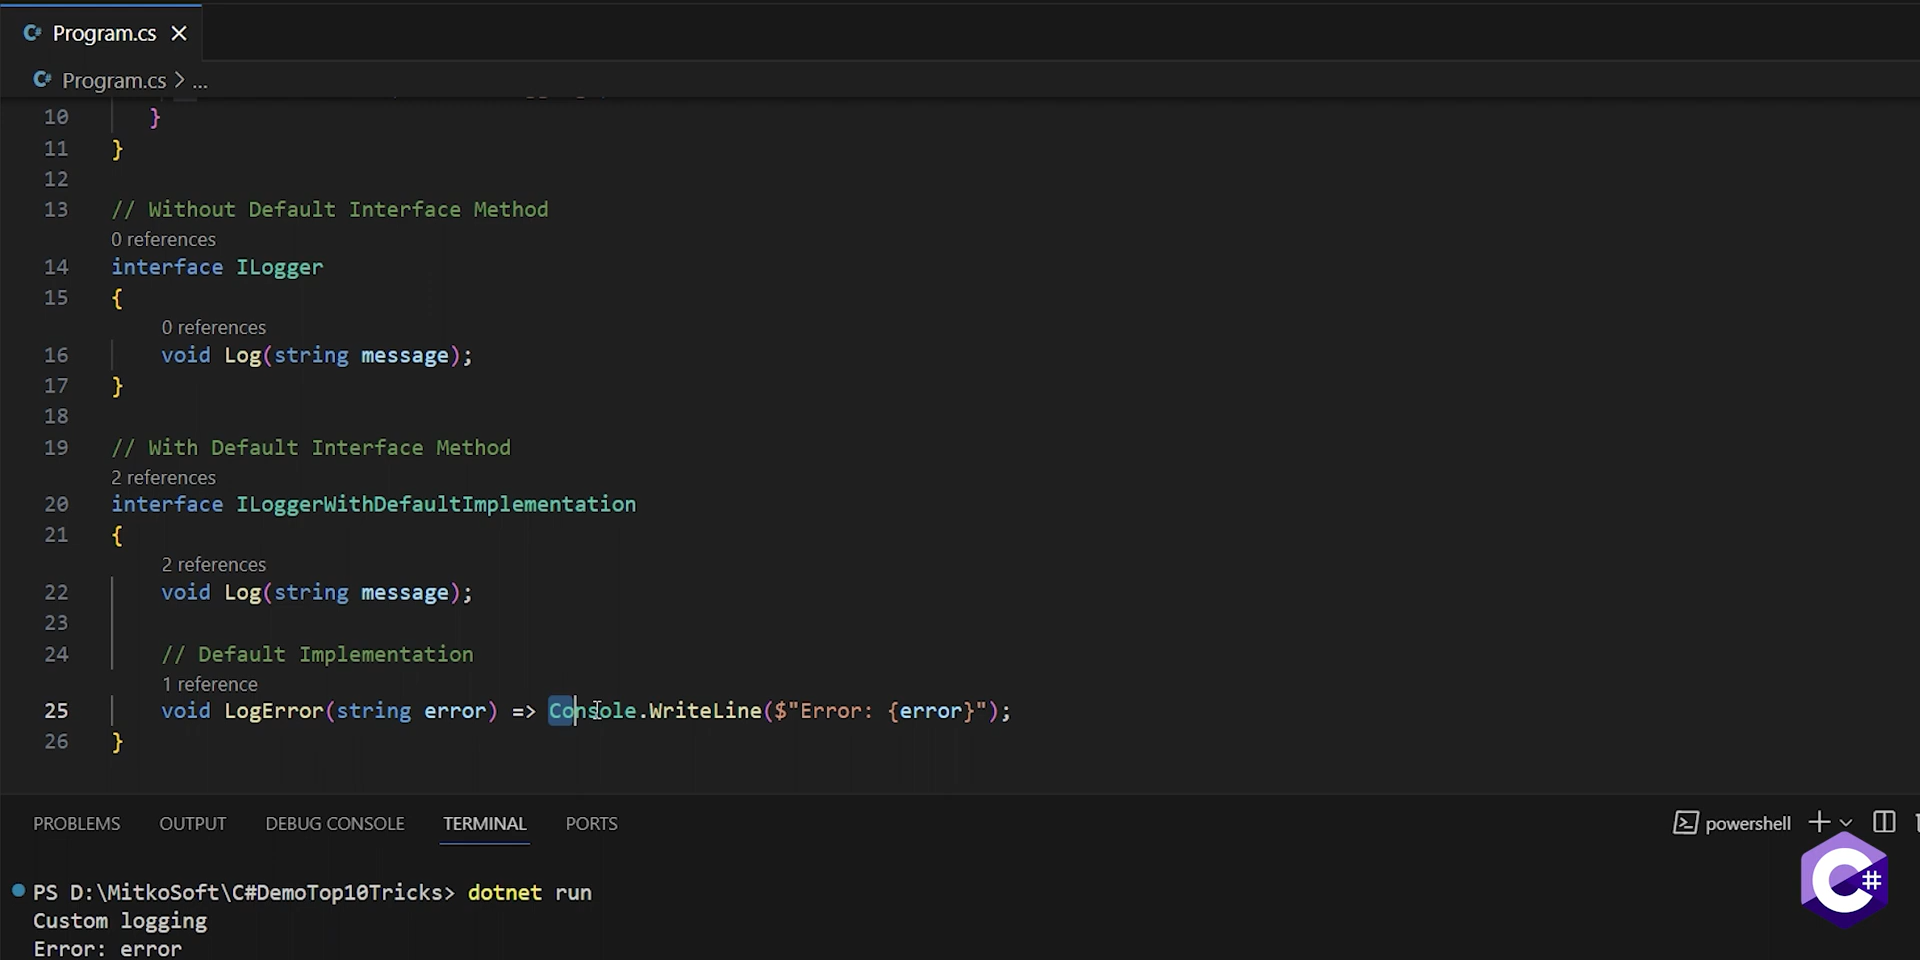 C# Program.cs
C# Program.cs > ...
10 }
11 }
12
13 // Without Default Interface Method
0 references
14 interface ILogger
15 {
0 references
16 void Log(string message);
17 }
18
19 // With Default Interface Method
2 references
20 interface ILoggerWithDefaultImplementation
21 {
2 references
22 void Log(string message);
23
24 // Default Implementation
1 reference
25 void LogError(string error) => Console.WriteLine($"Error: {error}");
26 }
PROBLEMS OUTPUT DEBUG CONSOLE TERMINAL PORTS powershell
C#
PS D:\MitkoSoft\C#DemoTop10Tricks> dotnet run
Custom logging
Error: error